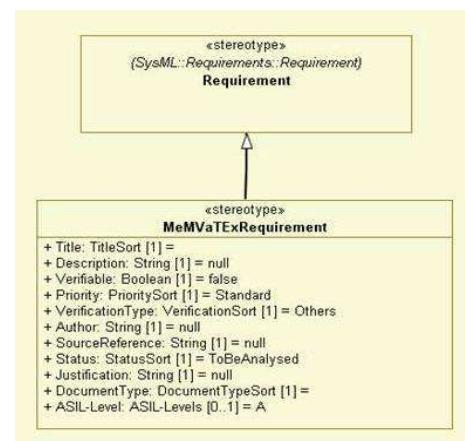 «stereotype»
(SysML::Requirements::Requirement)
Requirement
«stereotype»
MeMVaTExRequirement
+ Title: TitleSort [1] =
+ Description: String [1] = null
+ Verifiable: Boolean [1] = false
+ Priority: PrioritySort [1] = Standard
+ VerificationType: VerificationSort [1] = Others
+ Author: String [1] = null
+ SourceReference: String [1] = null
+ Status: StatusSort [1] = ToBeAnalysed
+ Justification: String [1] = null
+ DocumentType: DocumentTypeSort [1] =
+ ASIL-Level: ASIL-Levels [0..1] = A